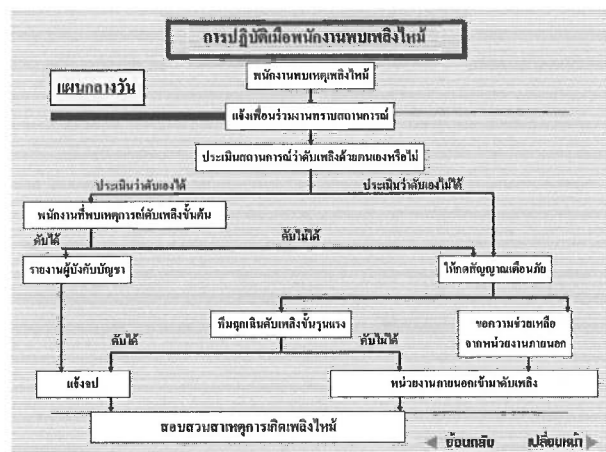 การปฏิบัติเมื่อพนักงานพบเพลิงไหม้
พนักงานพบเหตุเพลิงไหม้
แผนกลางวัน
แจ้งเพื่อนร่วมงานทราบสถานการณ์
ประเมินสถานการณ์ว่าดับเพลิงด้วยตนเองหรือไม่
ประเมินว่าดับเองได้
ประเมินว่าดับเองไม่ได้
พนักงานที่พบเหตุการณ์ดับเพลิงขั้นต้น
ดับได้
ดับไม่ได้
รายงานผู้บังคับบัญชา
ให้กดสัญญาณเตือนภัย
ทีมฉุกเฉินดับเพลิงขั้นรุนแรง
ขอความช่วยเหลือ
จากหน่วยงานภายนอก
ดับได้
ดับไม่ได้
แจ้งจป
หน่วยงานภายนอกเข้ามาดับเพลิง
สอบสวนสาเหตุการเกิดเพลิงไหม้
ย้อนกลับ
เปลี่ยนหน้า